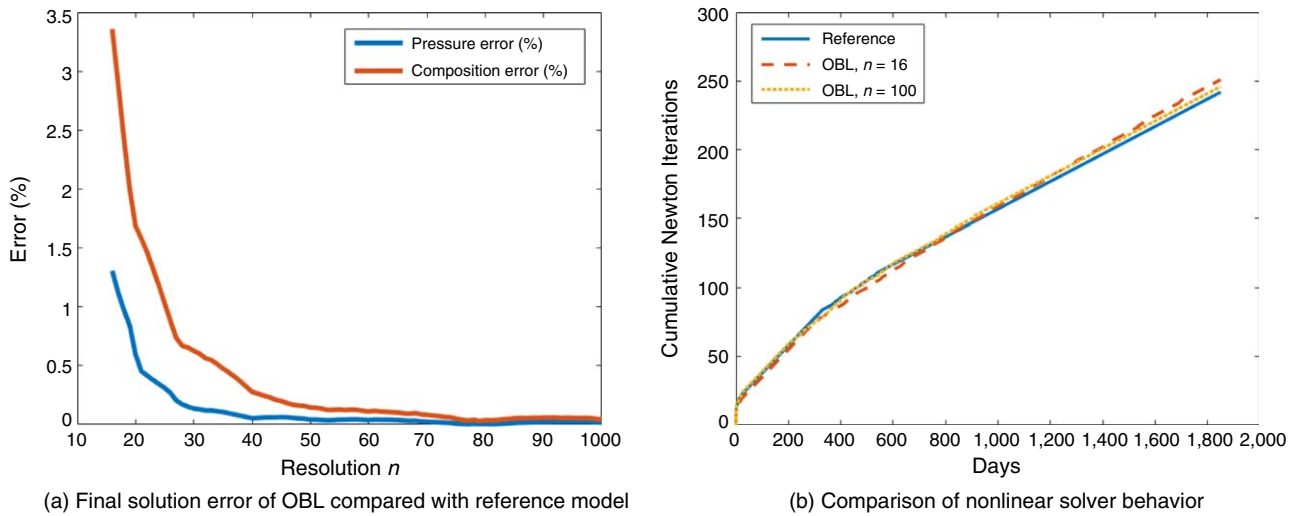 3.5
3
2.5
2
1.5
1
0.5
0
Error (%)
Pressure error (%)
Composition error (%)
10 20 30 40 50 60 70 80 90 1000
Resolution n
(a) Final solution error of OBL compared with reference model
300
250
200
150
100
50
0
Cumulative Newton Iterations
Reference
OBL, n = 16
OBL, n = 100
0 200 400 600 800 1,000 1,200 1,400 1,600 1,800 2,000
Days
(b) Comparison of nonlinear solver behavior